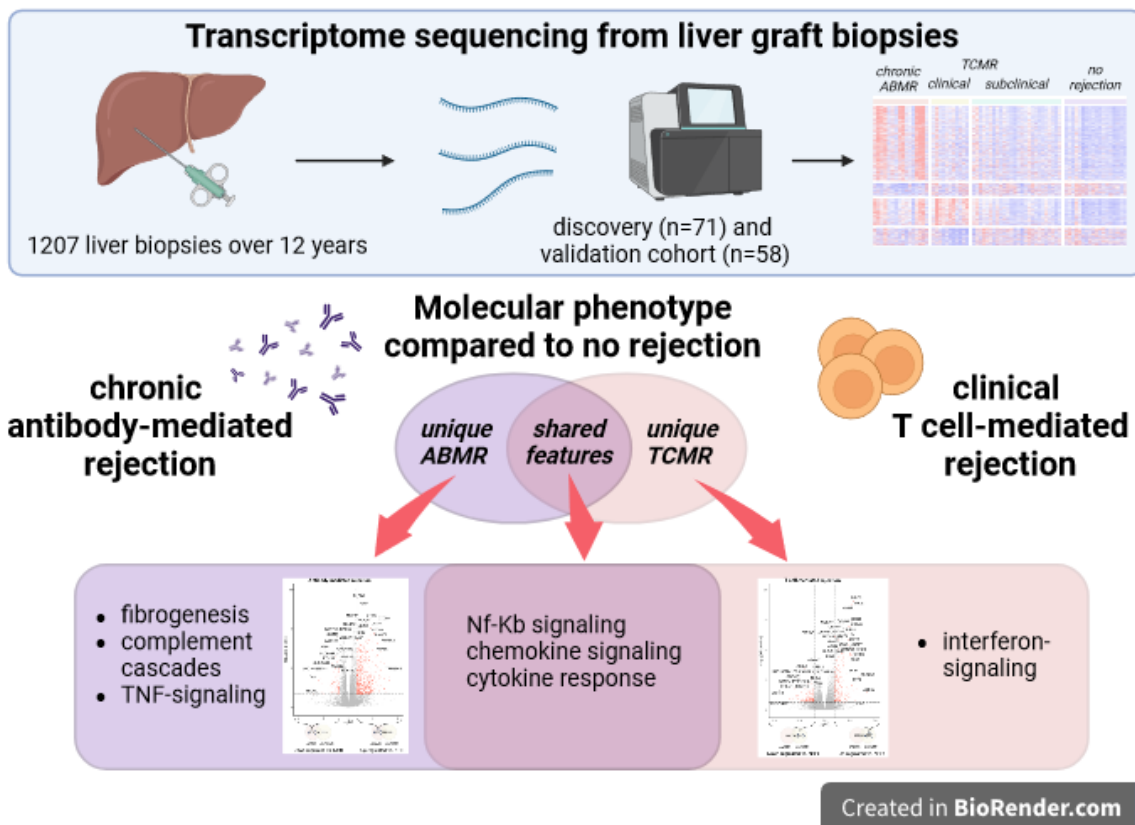 Transcriptome sequencing from liver graft biopsies
TCMR
chronic
ABMR
clinical
subclinical
no
rejection
1207 liver biopsies over 12 years
discovery (n=71) and
validation cohort (n=58)
Molecular phenotype
compared to no rejection
chronic
antibody-mediated
rejection
clinical
T cell-mediated
rejection
unique
ABMR
shared
features
unique
TCMR
• fibrogenesis
• complement
cascades
• TNF-signaling
Nf-Kb signaling
chemokine signaling
cytokine response
• interferon-
signaling
Created in BioRender.com